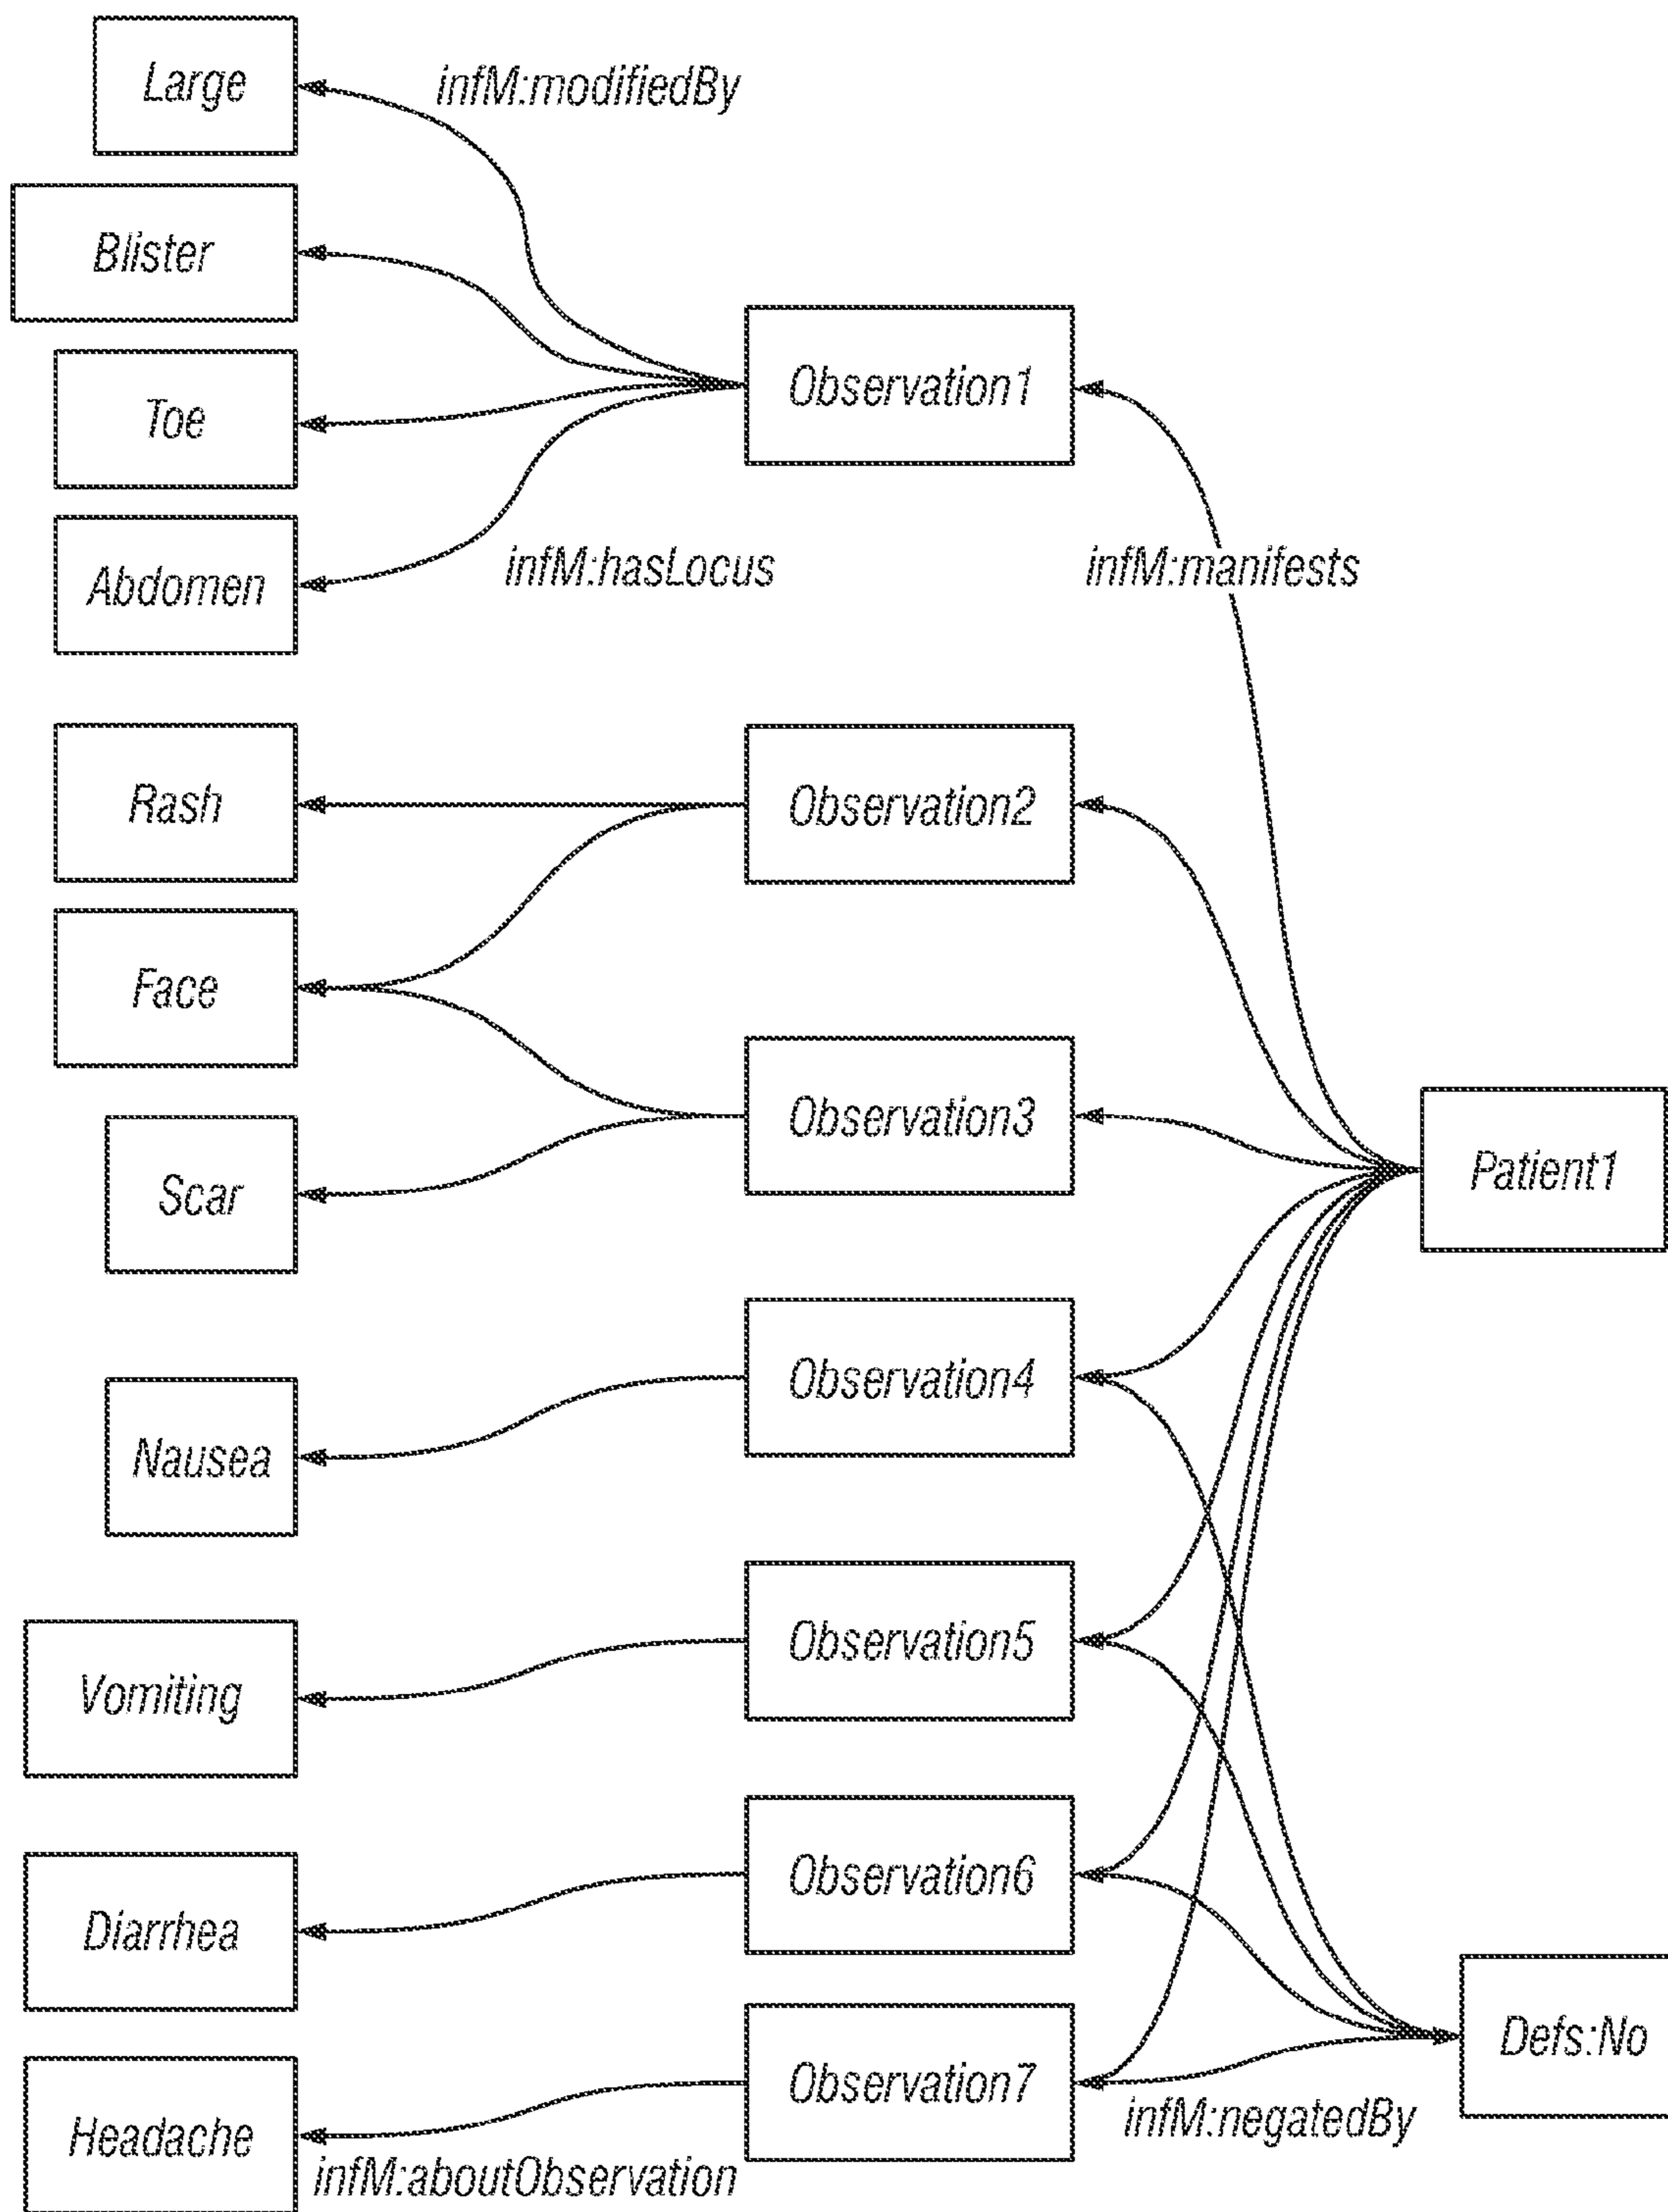 Large
infM:modifiedBy
Blister
Observation1
Toe
Abdomen
infM:hasLocus
infM:manifests
Rash
Observation2
Face
Observation3
Patient1
Scar
Observation4
Nausea
Observation5
Vomiting
Observation6
Diarrhea
Defs:No
Observation7
infM:negatedBy
Headache
infM:aboutObservation